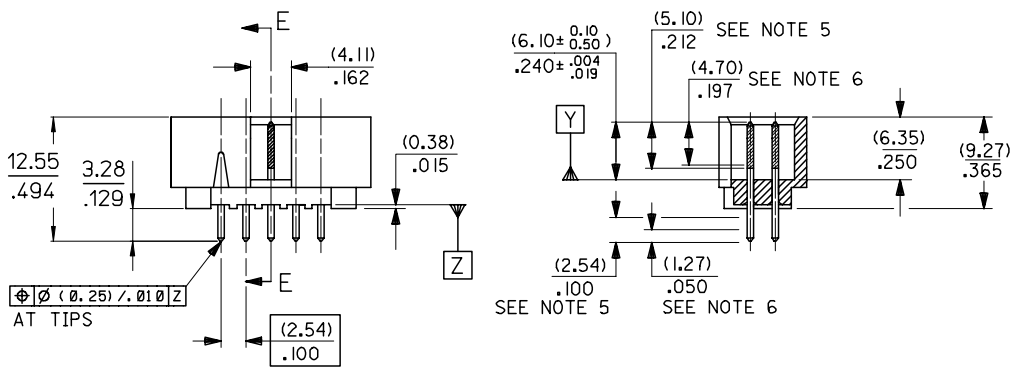 E
(4.11)
.162
12.55
.494
3.28
.129
(0.38)
.015
Z
E
⌖ Ø (0.25)/.010 Z
AT TIPS
(2.54)
.100
(6.10± 0.10
0.50 )
.240± .004
.019
(5.10)
.212
SEE NOTE 5
(4.70)
.197
SEE NOTE 6
Y
(6.35)
.250
(9.27)
.365
(2.54)
.100
SEE NOTE 5
(1.27)
.050
SEE NOTE 6